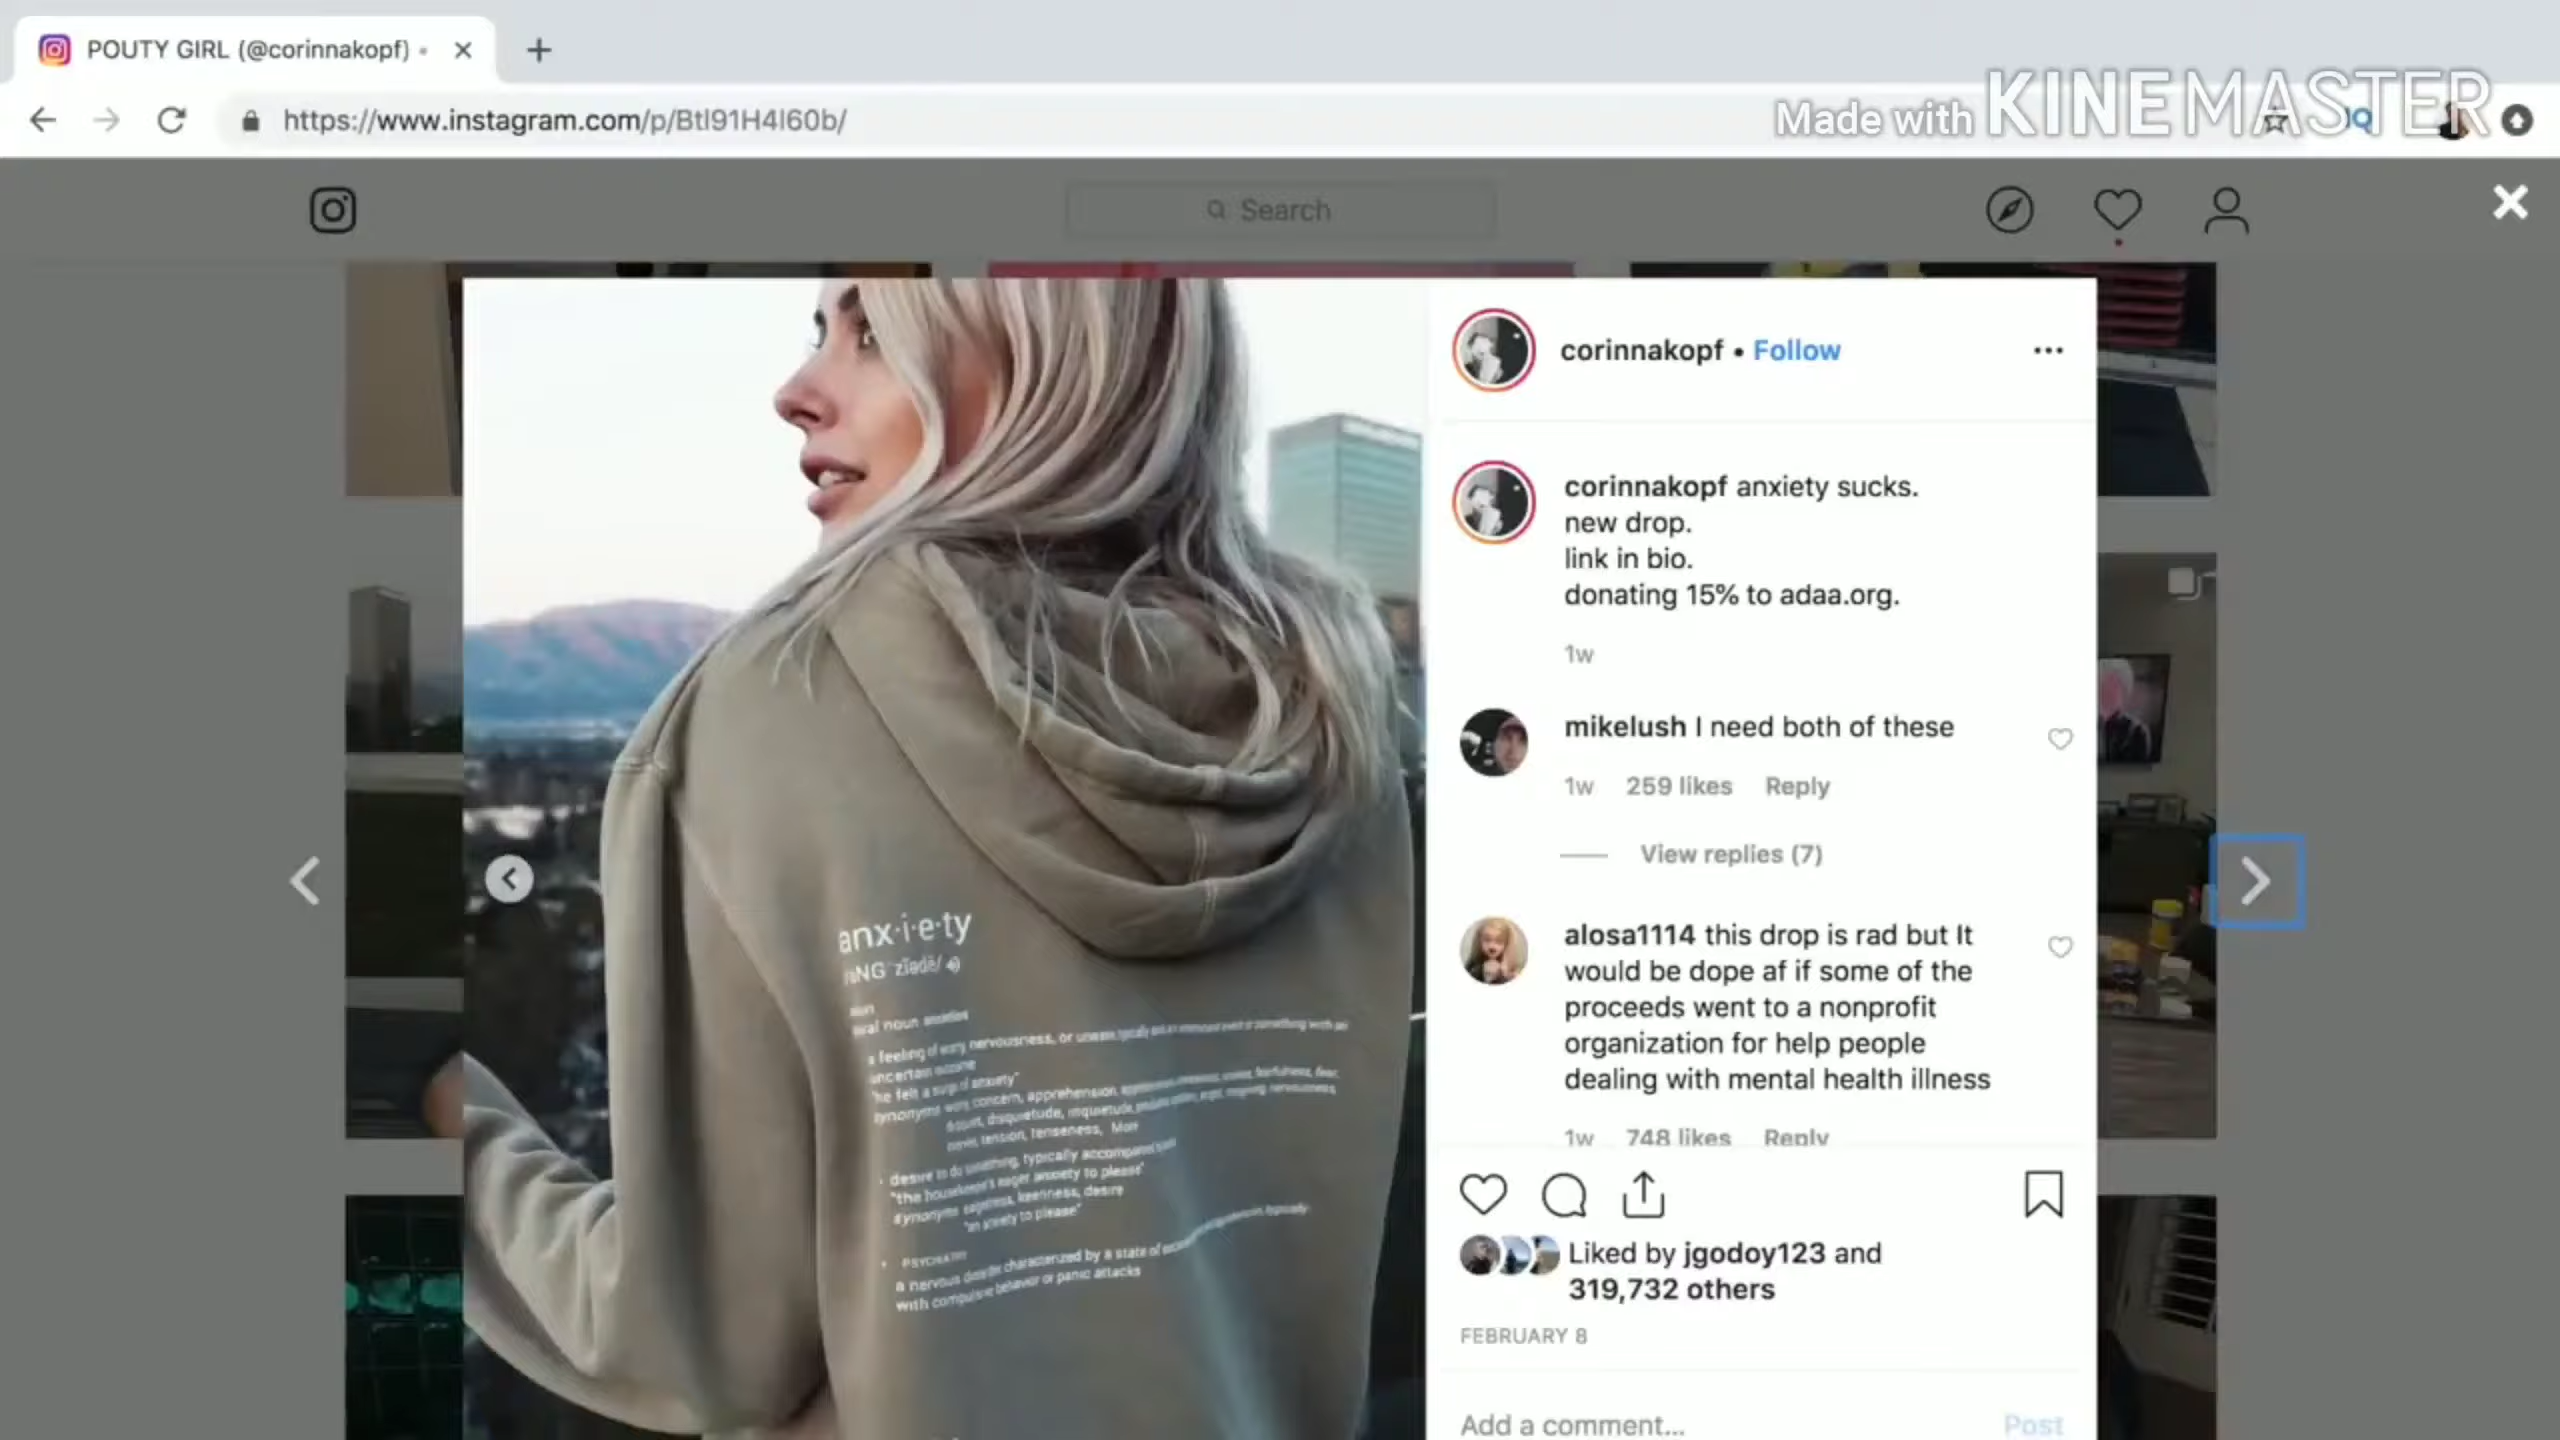 POUTY GIRL (@corinnakopf) •
https://www.instagram.com/p/Btl91H4l60b/
Made with KINEMASTER
Search
corinnakopf • Follow
corinnakopf anxiety sucks.
new drop.
link in bio.
donating 15% to adaa.org.
1w
mikelush I need both of these
1w 259 likes Reply
View replies (7)
alosa1114 this drop is rad but It
would be dope af if some of the
proceeds went to a nonprofit
organization for help people
dealing with mental health illness
1w 748 likes Reply
Liked by jgodoy123 and
319,732 others
FEBRUARY 8
Add a comment... Post
anx·i·e·ty
noun anxieties
a feeling of worry, nervousness, or
uncertain outcome
"he felt a surge of anxiety"
concern, apprehension,
disquiet, disquietude, inquietude,
tension, tenseness, More
desire to do something, typically accompanied
"the housekeeper's eager anxiety to please"
synonyms eagerness, keenness, desire
"an anxiety to please"
PSYCHIATRY
a nervous disorder characterized by a state of
with compulsive behavior or panic attacks